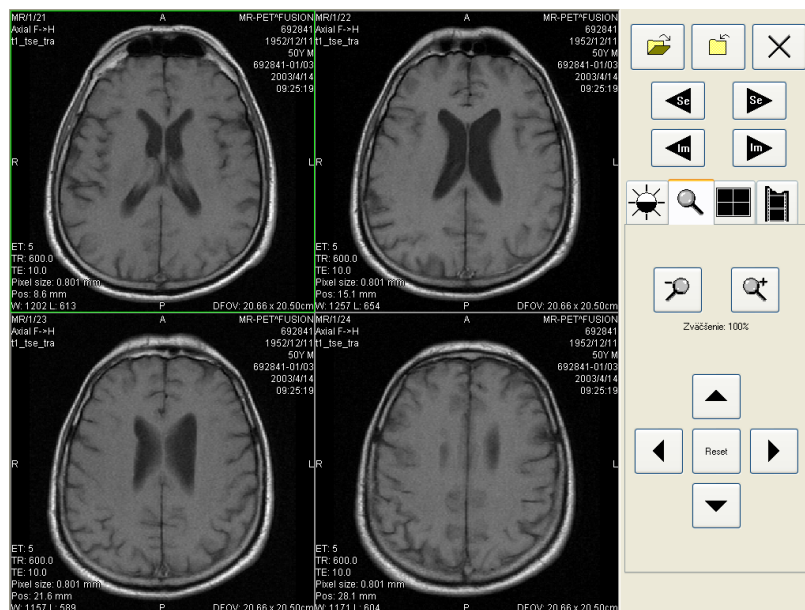 MR/1/21
A
MR-PET^FUSION
Axial F->H
692841
t1_tse_tra
1952/12/11
50Y M
692841-01/03
2003/4/14
09:25:19
R
L
ET: 5
TR: 600.0
TE: 10.0
Pixel size: 0.801 mm
Pos: 8.6 mm
W: 1202 L: 613
P
DFOV: 20.66 x 20.50cm
MR/1/22
A
MR-PET^FUSION
Axial F->H
692841
t1_tse_tra
1952/12/11
50Y M
692841-01/03
2003/4/14
09:25:19
R
L
ET: 5
TR: 600.0
TE: 10.0
Pixel size: 0.801 mm
Pos: 15.1 mm
W: 1257 L: 654
P
DFOV: 20.66 x 20.50cm
MR/1/23
A
MR-PET^FUSION
Axial F->H
692841
t1_tse_tra
1952/12/11
50Y M
692841-01/03
2003/4/14
09:25:19
R
L
ET: 5
TR: 600.0
TE: 10.0
Pixel size: 0.801 mm
Pos: 21.6 mm
W: 1157 L: 589
P
DFOV: 20.66 x 20.50cm
MR/1/24
A
MR-PET^FUSION
Axial F->H
692841
t1_tse_tra
1952/12/11
50Y M
692841-01/03
2003/4/14
09:25:19
R
L
ET: 5
TR: 600.0
TE: 10.0
Pixel size: 0.801 mm
Pos: 28.1 mm
W: 1171 L: 604
P
DFOV: 20.66 x 20.50cm
Se
Se
Im
Im
Zväčšenie: 100%
Reset